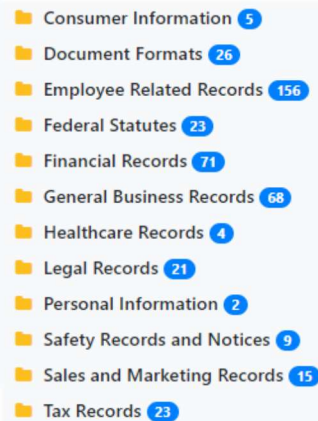 Consumer Information 5
Document Formats 26
Employee Related Records 156
Federal Statutes 23
Financial Records 71
General Business Records 68
Healthcare Records 4
Legal Records 21
Personal Information 2
Safety Records and Notices 9
Sales and Marketing Records 15
Tax Records 23